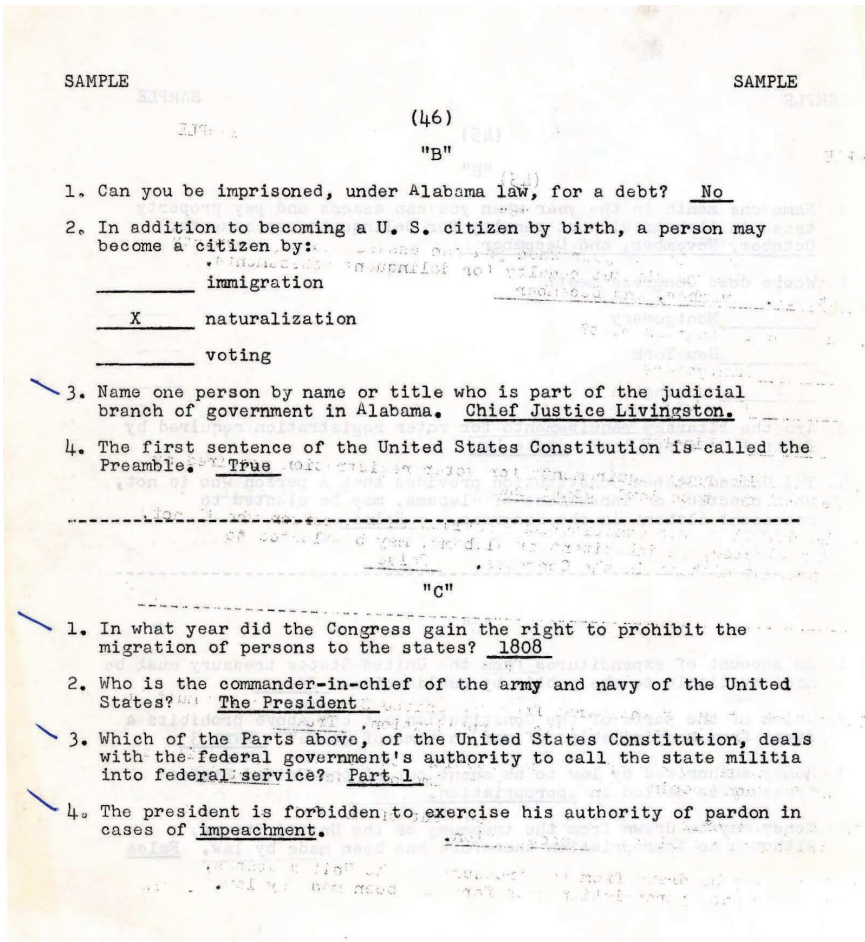 SAMPLE SAMPLE
(46)
"B"
1. Can you be imprisoned, under Alabama law, for a debt? No
2. In addition to becoming a U. S. citizen by birth, a person may
become a citizen by:
immigration
X naturalization
voting
3. Name one person by name or title who is part of the judicial
branch of government in Alabama. Chief Justice Livingston.
4. The first sentence of the United States Constitution is called the
Preamble. True
"C"
1. In what year did the Congress gain the right to prohibit the
migration of persons to the states? 1808
2. Who is the commander-in-chief of the army and navy of the United
States? The President
3. Which of the Parts above, of the United States Constitution, deals
with the federal government's authority to call the state militia
into federal service? Part 1
4. The president is forbidden to exercise his authority of pardon in
cases of impeachment.